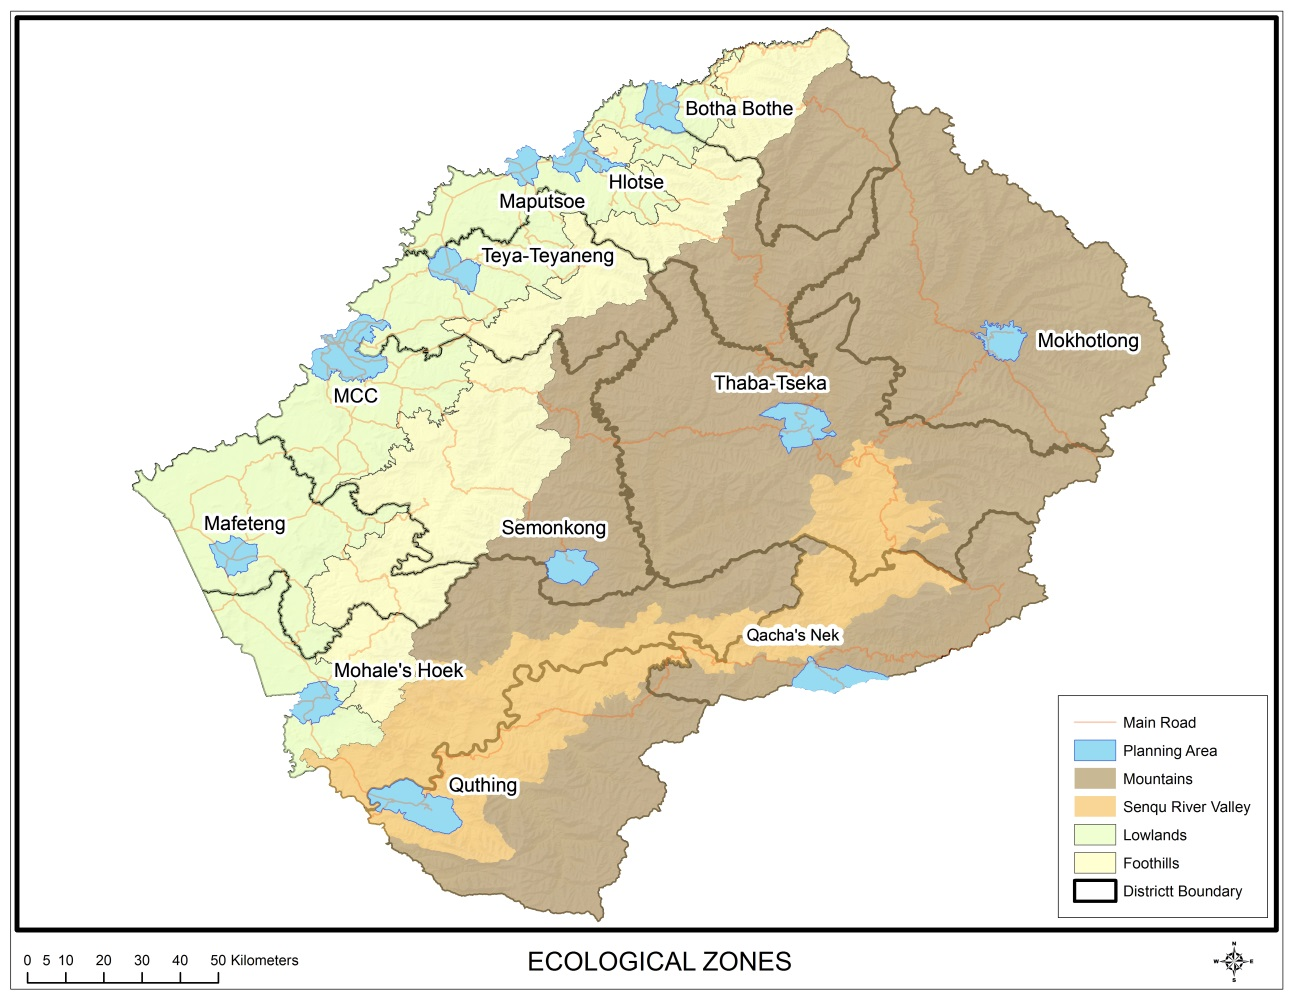 Botha Bothe
Hlotse
Maputsoe
Teya-Teyaneng
Mokhotlong
MCC
Thaba-Tseka
Mafeteng
Semonkong
Qacha's Nek
Mohale's Hoek
Quthing
Main Road
Planning Area
Mountains
Senqu River Valley
Lowlands
Foothills
Districtt Boundary
0 5 10 20 30 40 50 Kilometers
ECOLOGICAL ZONES
N
W E
S